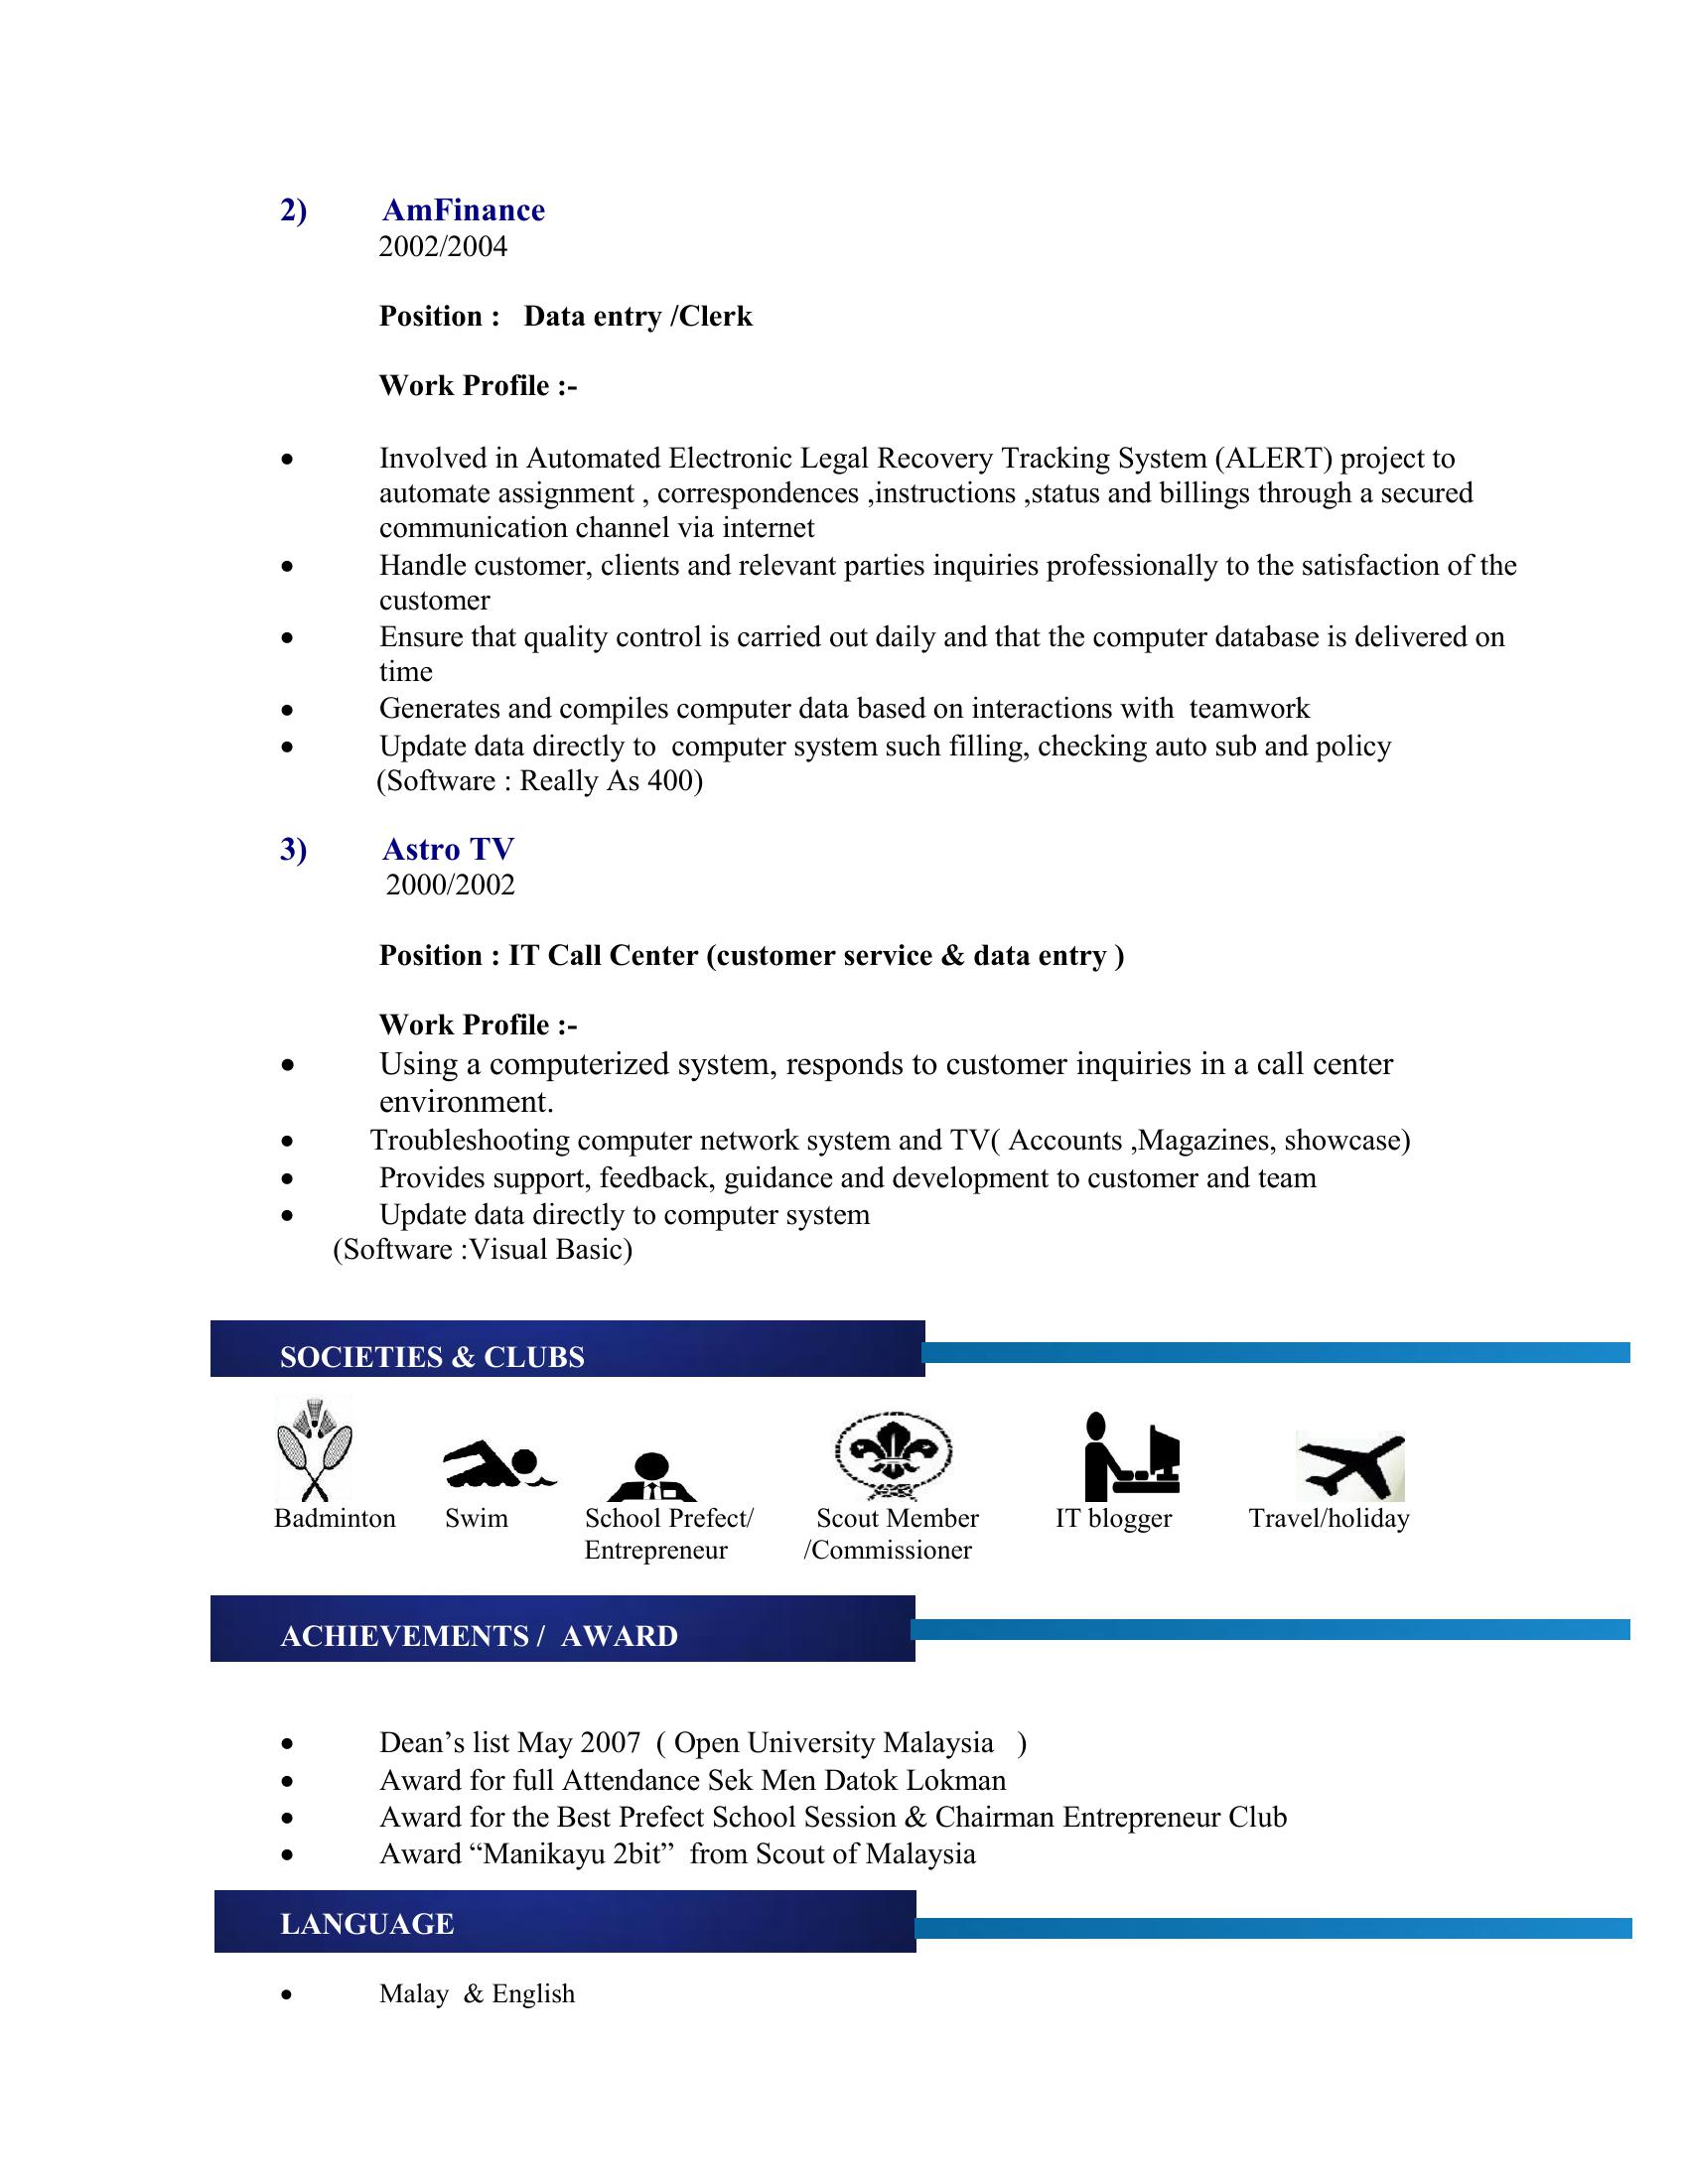 2) AmFinance
2002/2004
Position : Data entry /Clerk
Work Profile :-
• Involved in Automated Electronic Legal Recovery Tracking System (ALERT) project to
automate assignment , correspondences ,instructions ,status and billings through a secured
communication channel via internet
• Handle customer, clients and relevant parties inquiries professionally to the satisfaction of the
customer
• Ensure that quality control is carried out daily and that the computer database is delivered on
time
• Generates and compiles computer data based on interactions with teamwork
• Update data directly to computer system such filling, checking auto sub and policy
(Software : Really As 400)
3) Astro TV
2000/2002
Position : IT Call Center (customer service & data entry )
Work Profile :-
• Using a computerized system, responds to customer inquiries in a call center
environment.
• Troubleshooting computer network system and TV( Accounts ,Magazines, showcase)
• Provides support, feedback, guidance and development to customer and team
• Update data directly to computer system
(Software :Visual Basic)
SOCIETIES & CLUBS
Badminton Swim School Prefect/ Scout Member IT blogger Travel/holiday
Entrepreneur /Commissioner
ACHIEVEMENTS / AWARD
• Dean’s list May 2007 ( Open University Malaysia )
• Award for full Attendance Sek Men Datok Lokman
• Award for the Best Prefect School Session & Chairman Entrepreneur Club
• Award “Manikayu 2bit” from Scout of Malaysia
LANGUAGE
• Malay & English